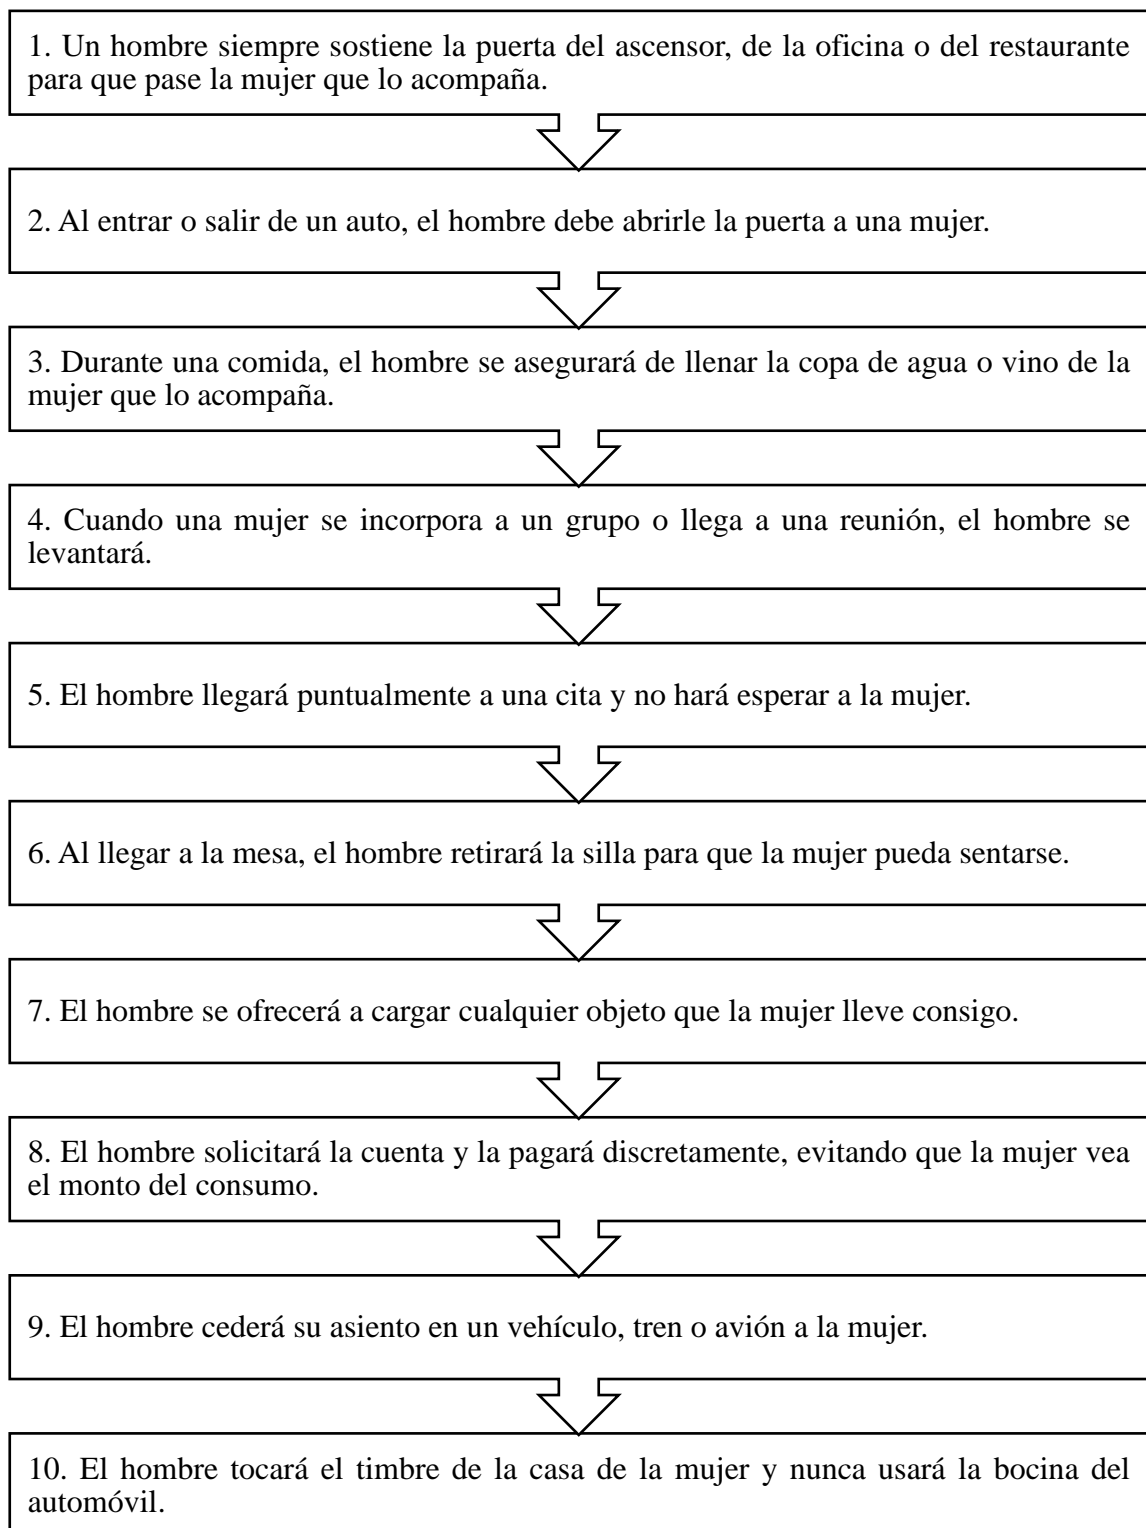 1. Un hombre siempre sostiene la puerta del ascensor, de la oficina o del restaurante
para que pase la mujer que lo acompaña.
2. Al entrar o salir de un auto, el hombre debe abrirle la puerta a una mujer.
3. Durante una comida, el hombre se asegurará de llenar la copa de agua o vino de la
mujer que lo acompaña.
4. Cuando una mujer se incorpora a un grupo o llega a una reunión, el hombre se
levantará.
5. El hombre llegará puntualmente a una cita y no hará esperar a la mujer.
6. Al llegar a la mesa, el hombre retirará la silla para que la mujer pueda sentarse.
7. El hombre se ofrecerá a cargar cualquier objeto que la mujer lleve consigo.
8. El hombre solicitará la cuenta y la pagará discretamente, evitando que la mujer vea
el monto del consumo.
9. El hombre cederá su asiento en un vehículo, tren o avión a la mujer.
10. El hombre tocará el timbre de la casa de la mujer y nunca usará la bocina del
automóvil.